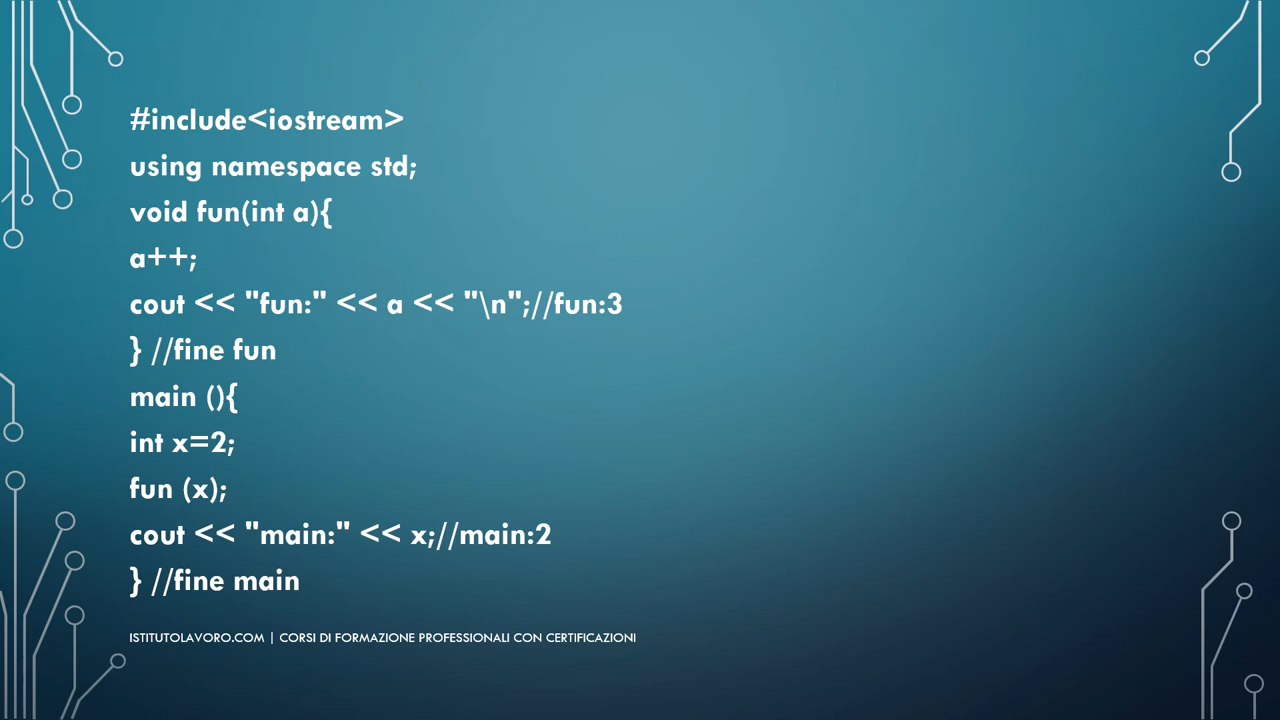 #include<iostream>
using namespace std;
void fun(int a){
a++;
cout << "fun:" << a << "\n";//fun:3
} //fine fun
main (){
int x=2;
fun (x);
cout << "main:" << x;//main:2
} //fine main
ISTITUTOLAVORO.COM | CORSI DI FORMAZIONE PROFESSIONALI CON CERTIFICAZIONI